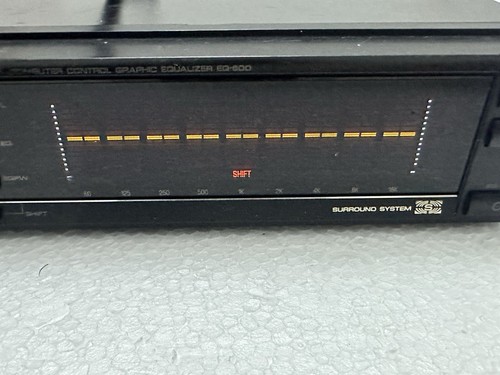 COMPUTER CONTROL GRAPHIC EQUALIZER EQ-600
SHIFT
60 125 250 500 1K 2K 4K 8K 16K
SURROUND SYSTEM S
SHIFT